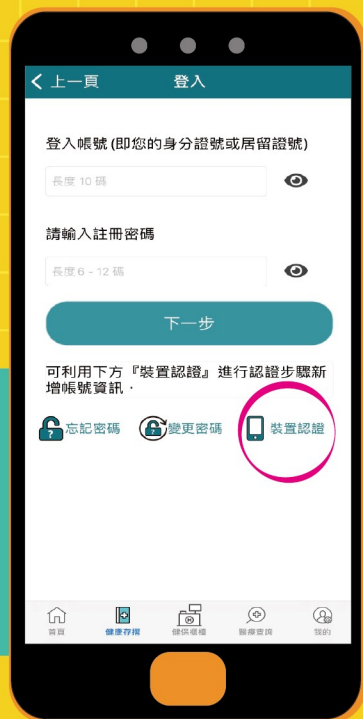 上一頁
登入
登入帳號(即您的身分證號或居留證號)
長度 10 碼
請輸入註冊密碼
長度 6 - 12 碼
下一步
可利用下方『裝置認證』進行認證步驟新
增帳號資訊．
忘記密碼
變更密碼
裝置認證
首頁
健康存摺
健保櫃檯
醫療查詢
我的